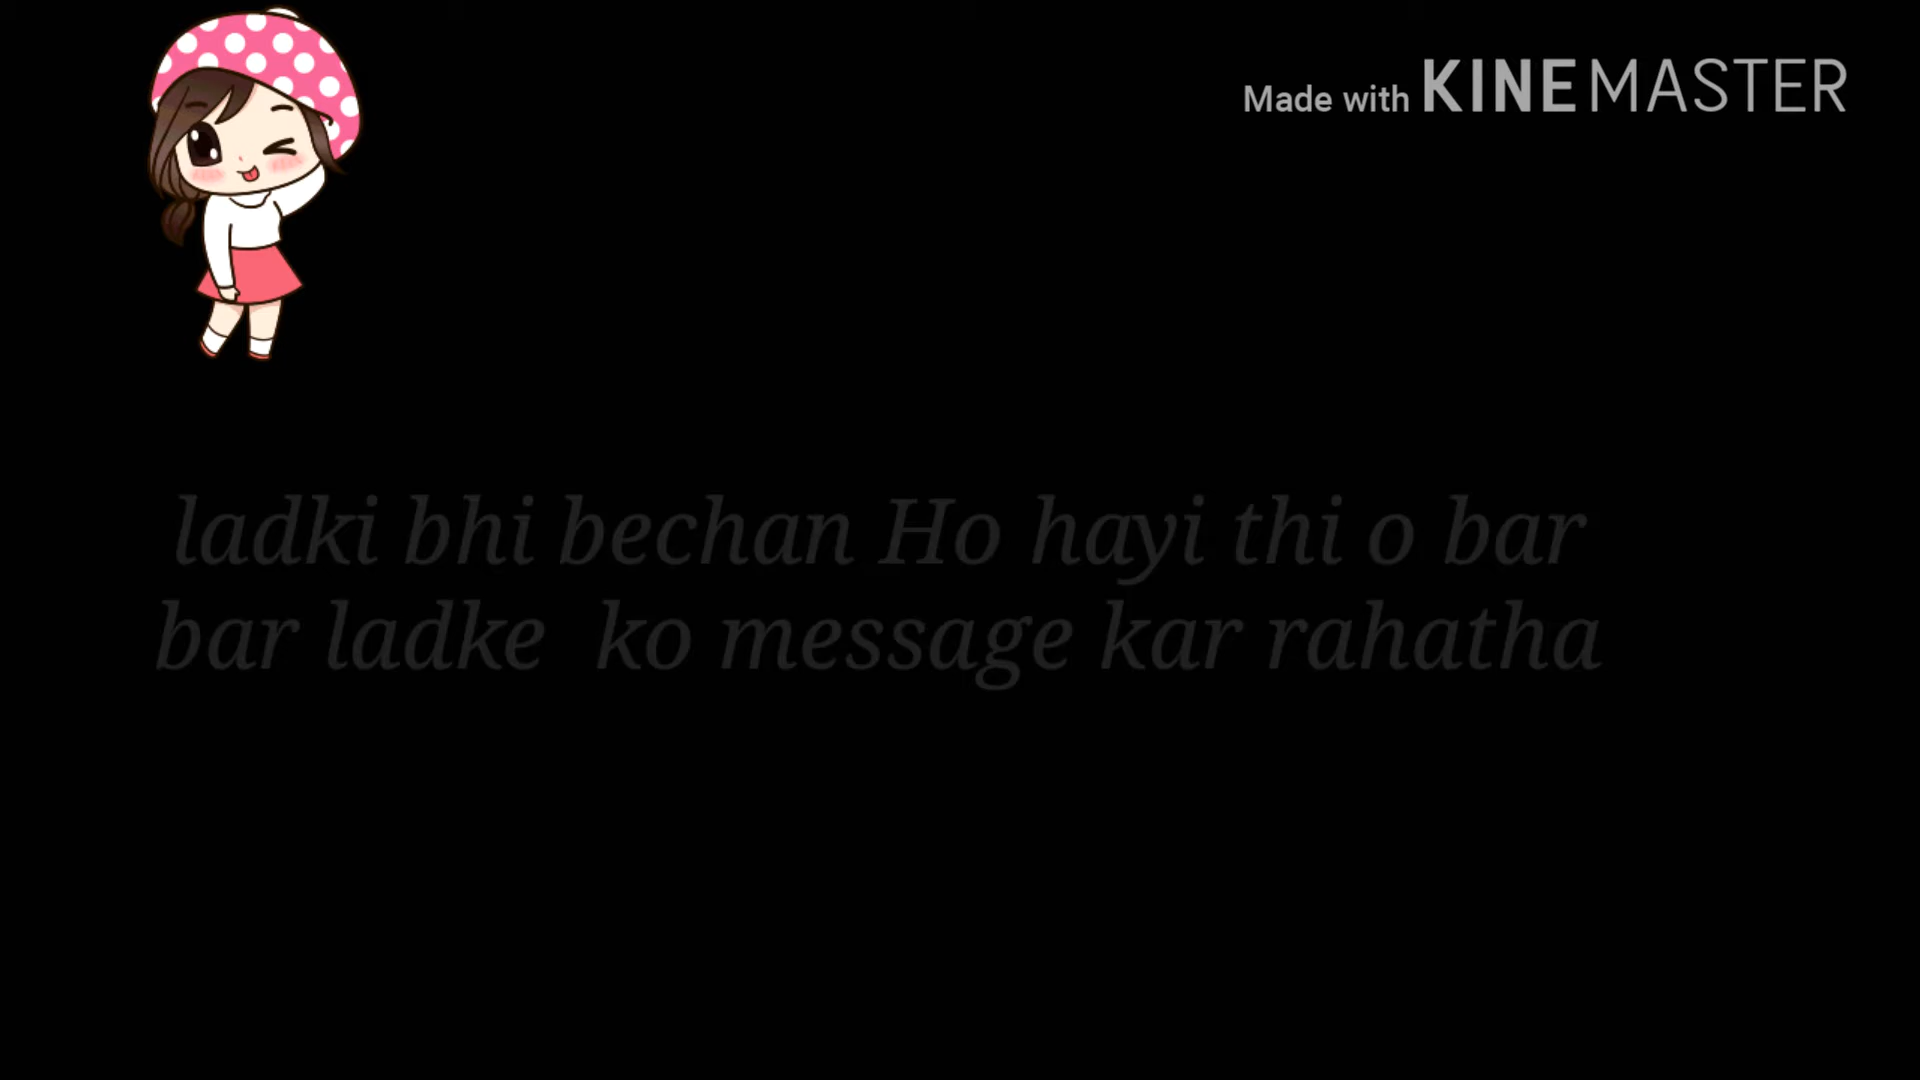 Made with KINEMASTER
ladki bhi bechan Ho hayi thi o bar
bar ladke ko message kar rahatha